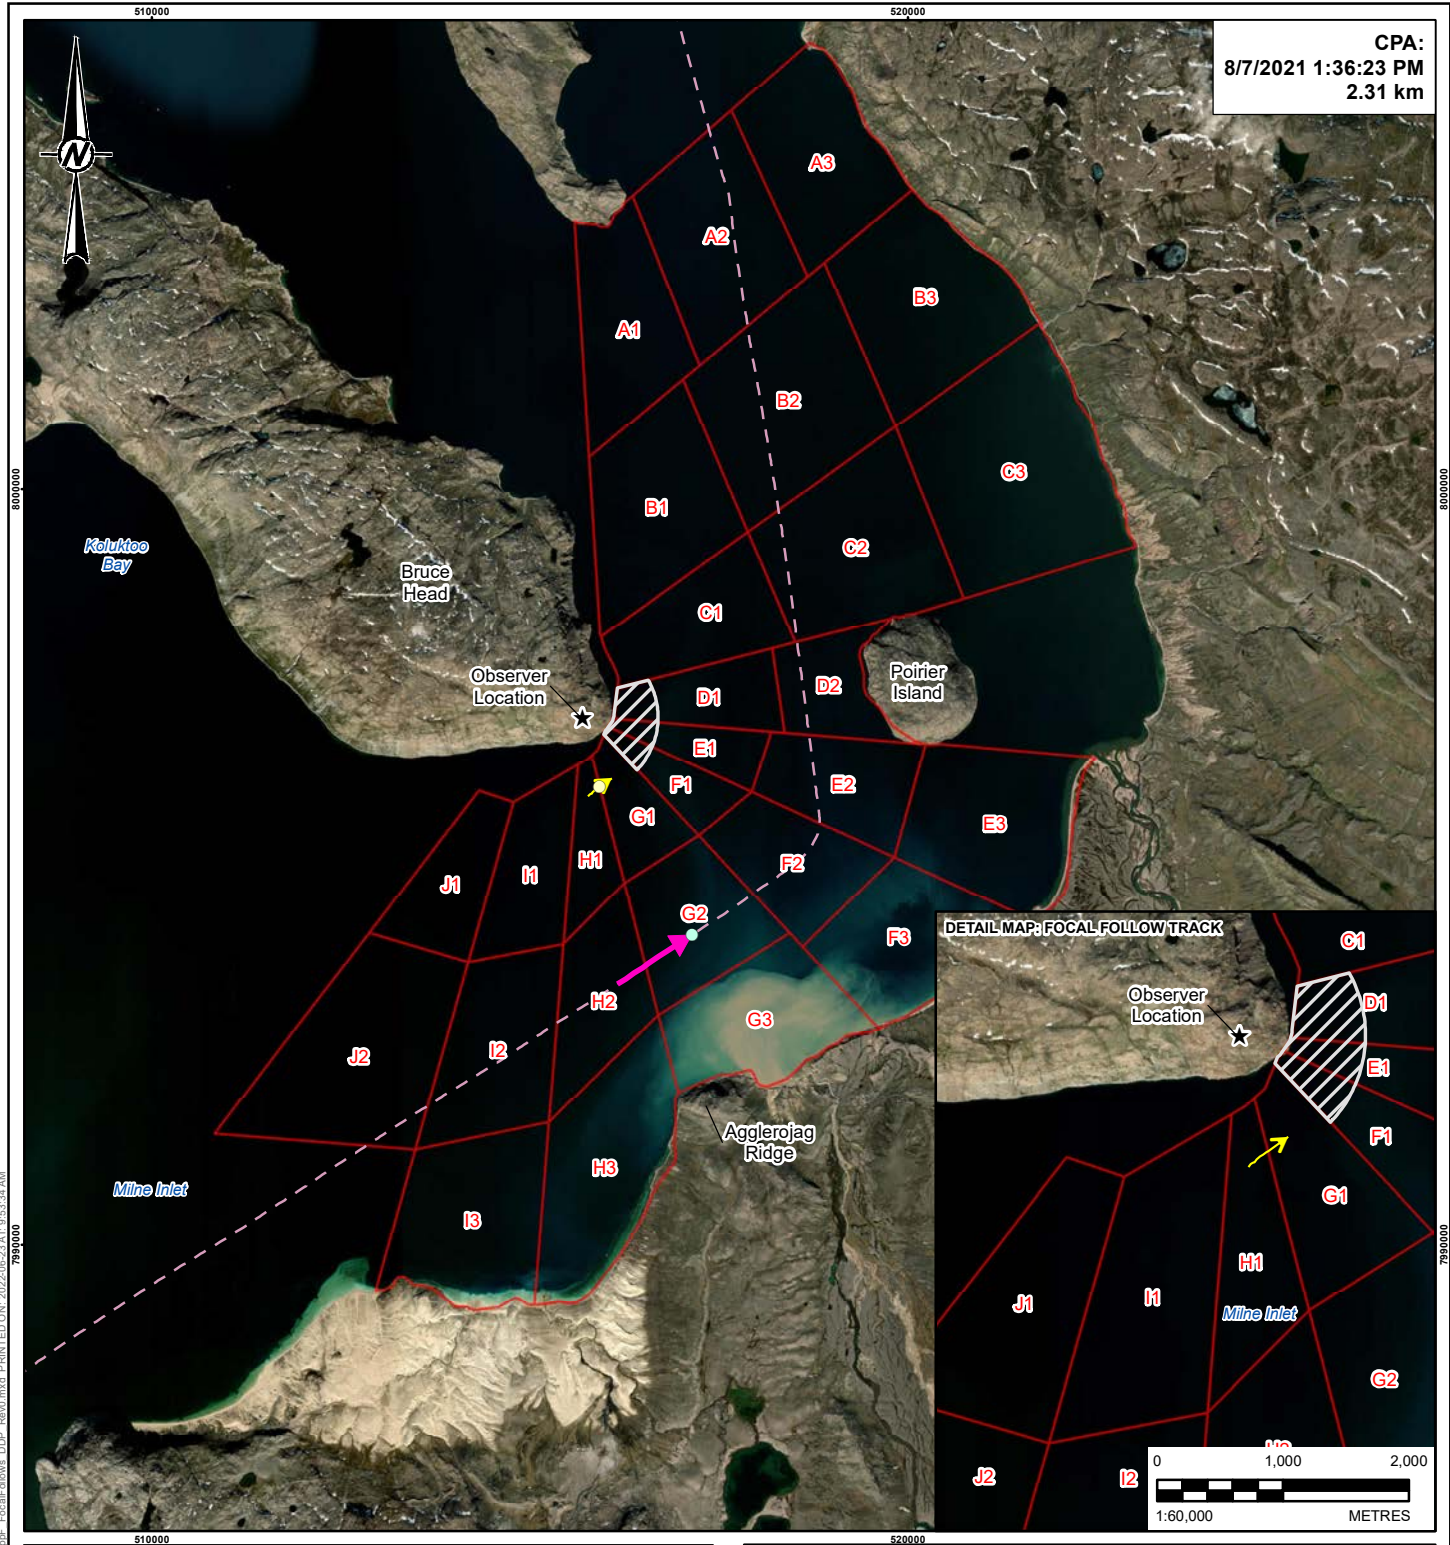 510000
520000
CPA:
8/7/2021 1:36:23 PM
2.31 km
N
A3
A2
B3
A1
B2
C3
8000000
8000000
B1
Koluktoo
Bay
C2
Bruce
Head
C1
Observer
Location
Poirier
Island
D2
D1
E1
F1
E2
G1
E3
H1
F2
I1
J1
G2
F3
DETAIL MAP: FOCAL FOLLOW TRACK
C1
Observer
Location
D1
H2
G3
I2
J2
E1
Agglerojag
Ridge
F1
H3
Milne Inlet
G1
I3
7990000
7990000
H1
J1
I1
Milne Inlet
G2
J2
I2
0 1,000 2,000
1:60,000 METRES
510000
520000